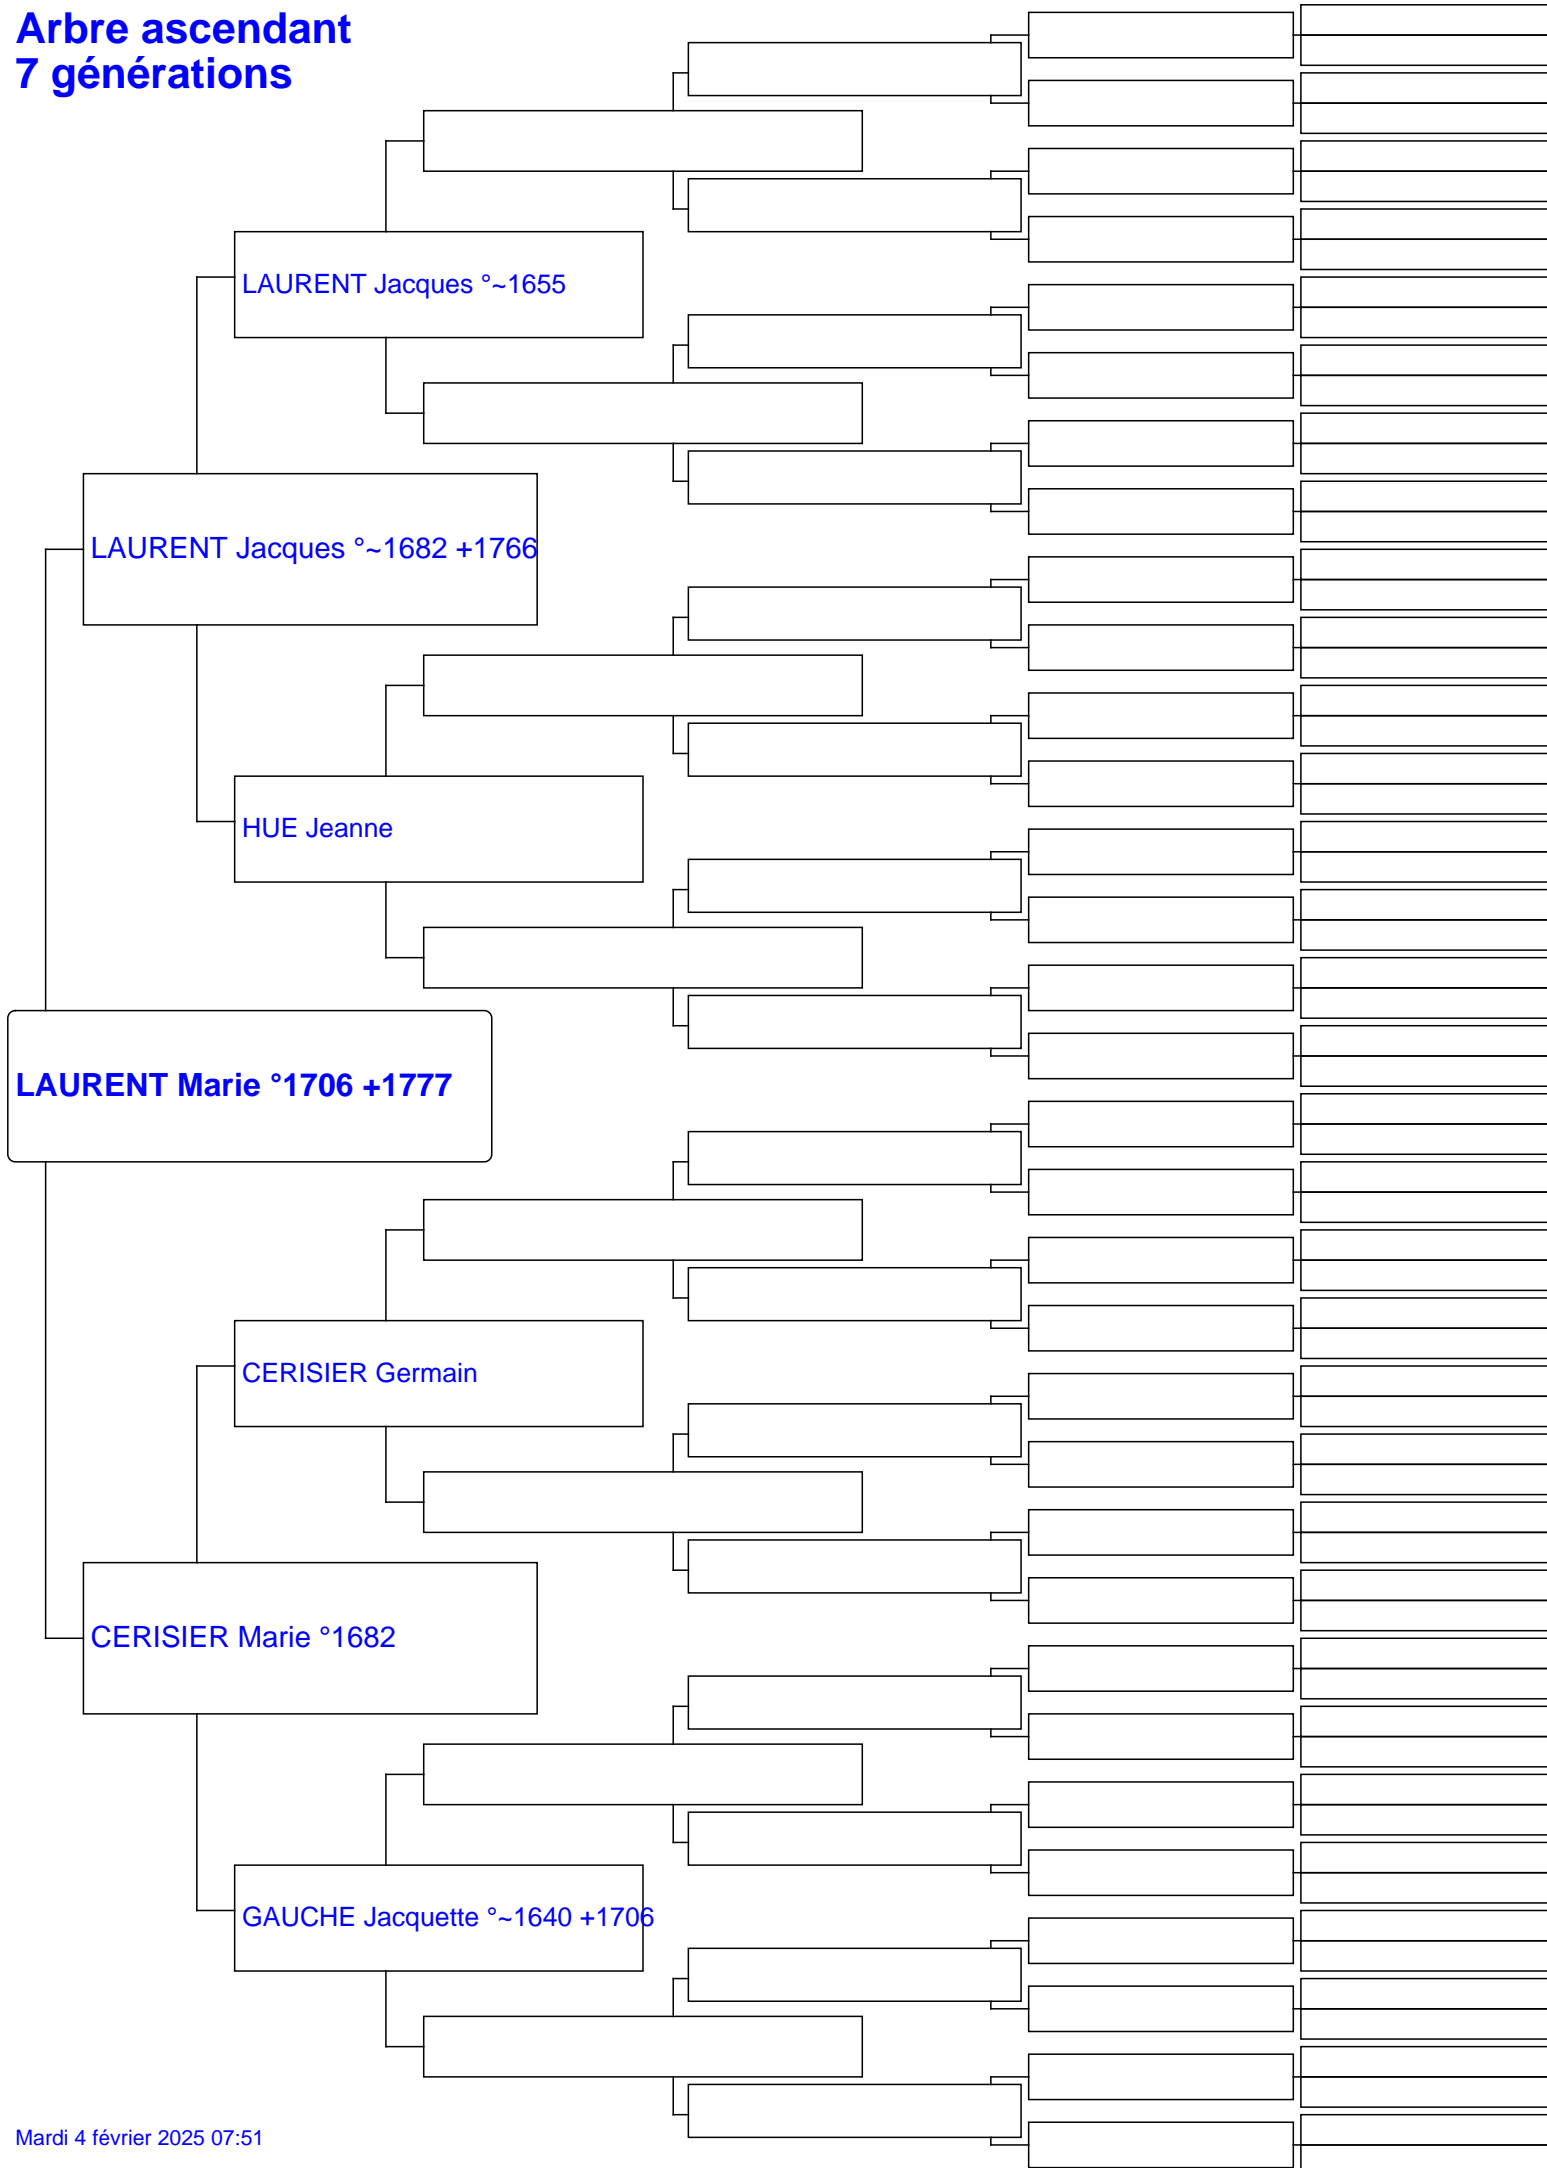 Arbre ascendant
7 générations
LAURENT Jacques °~1655
LAURENT Jacques °~1682 +1766
HUE Jeanne
LAURENT Marie °1706 +1777
CERISIER Germain
CERISIER Marie °1682
GAUCHE Jacquette °~1640 +1706
Mardi 4 février 2025 07:51